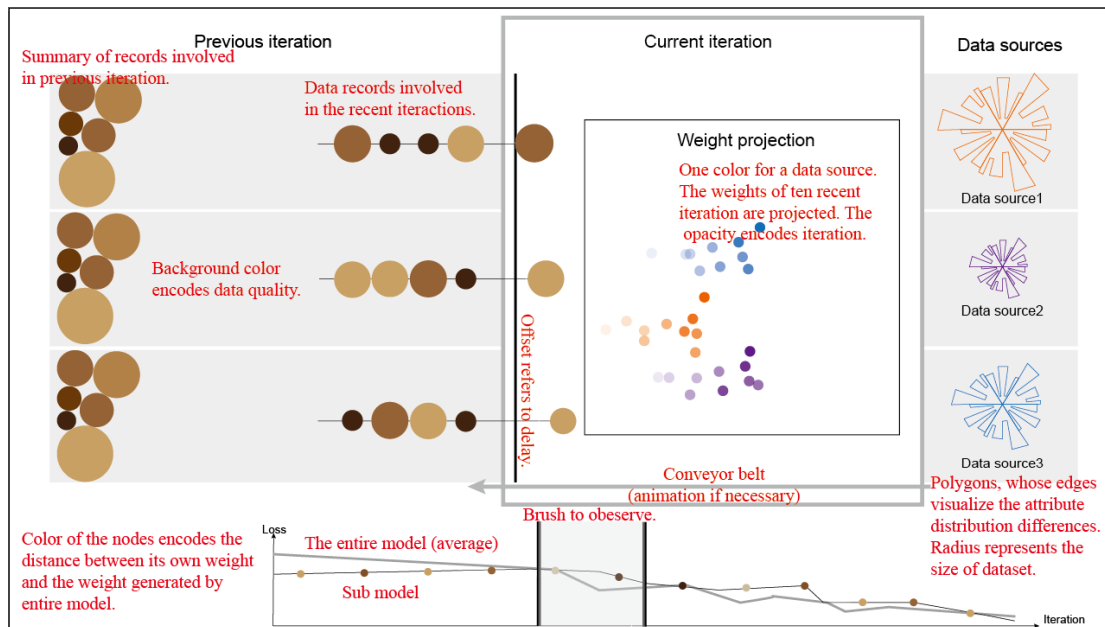 Previous iteration
Current iteration
Data sources
Summary of records involved
in previous iteration.
Data records involved
in the recent iteractions.
Weight projection
One color for a data source.
The weights of ten recent
iteration are projected. The
opacity encodes iteration.
Data source1
Background color
encodes data quality.
Offset refers to delay.
Data source2
Data source3
Conveyor belt
(animation if necessary)
Polygons, whose edges
visualize the attribute
distribution differences.
Radius represents the
size of dataset.
Brush to obeserve.
Color of the nodes encodes the
distance between its own weight
and the weight generated by
entire model.
Loss
The entire model (average)
Sub model
Iteration